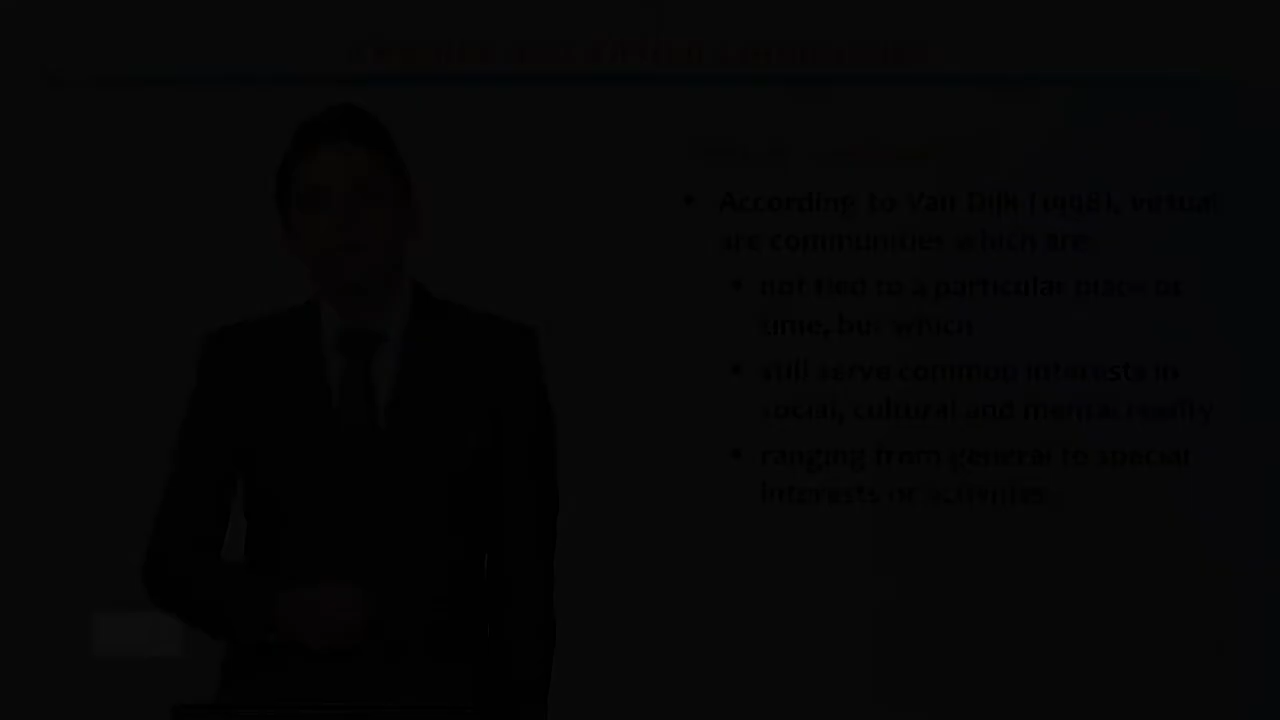 • According to Van Dijk (1998), virtual
are communities which are
• not tied to a particular place or
time, but which
• still serve common interests in
social, cultural and mental reality
• ranging from general to special
interests or activities